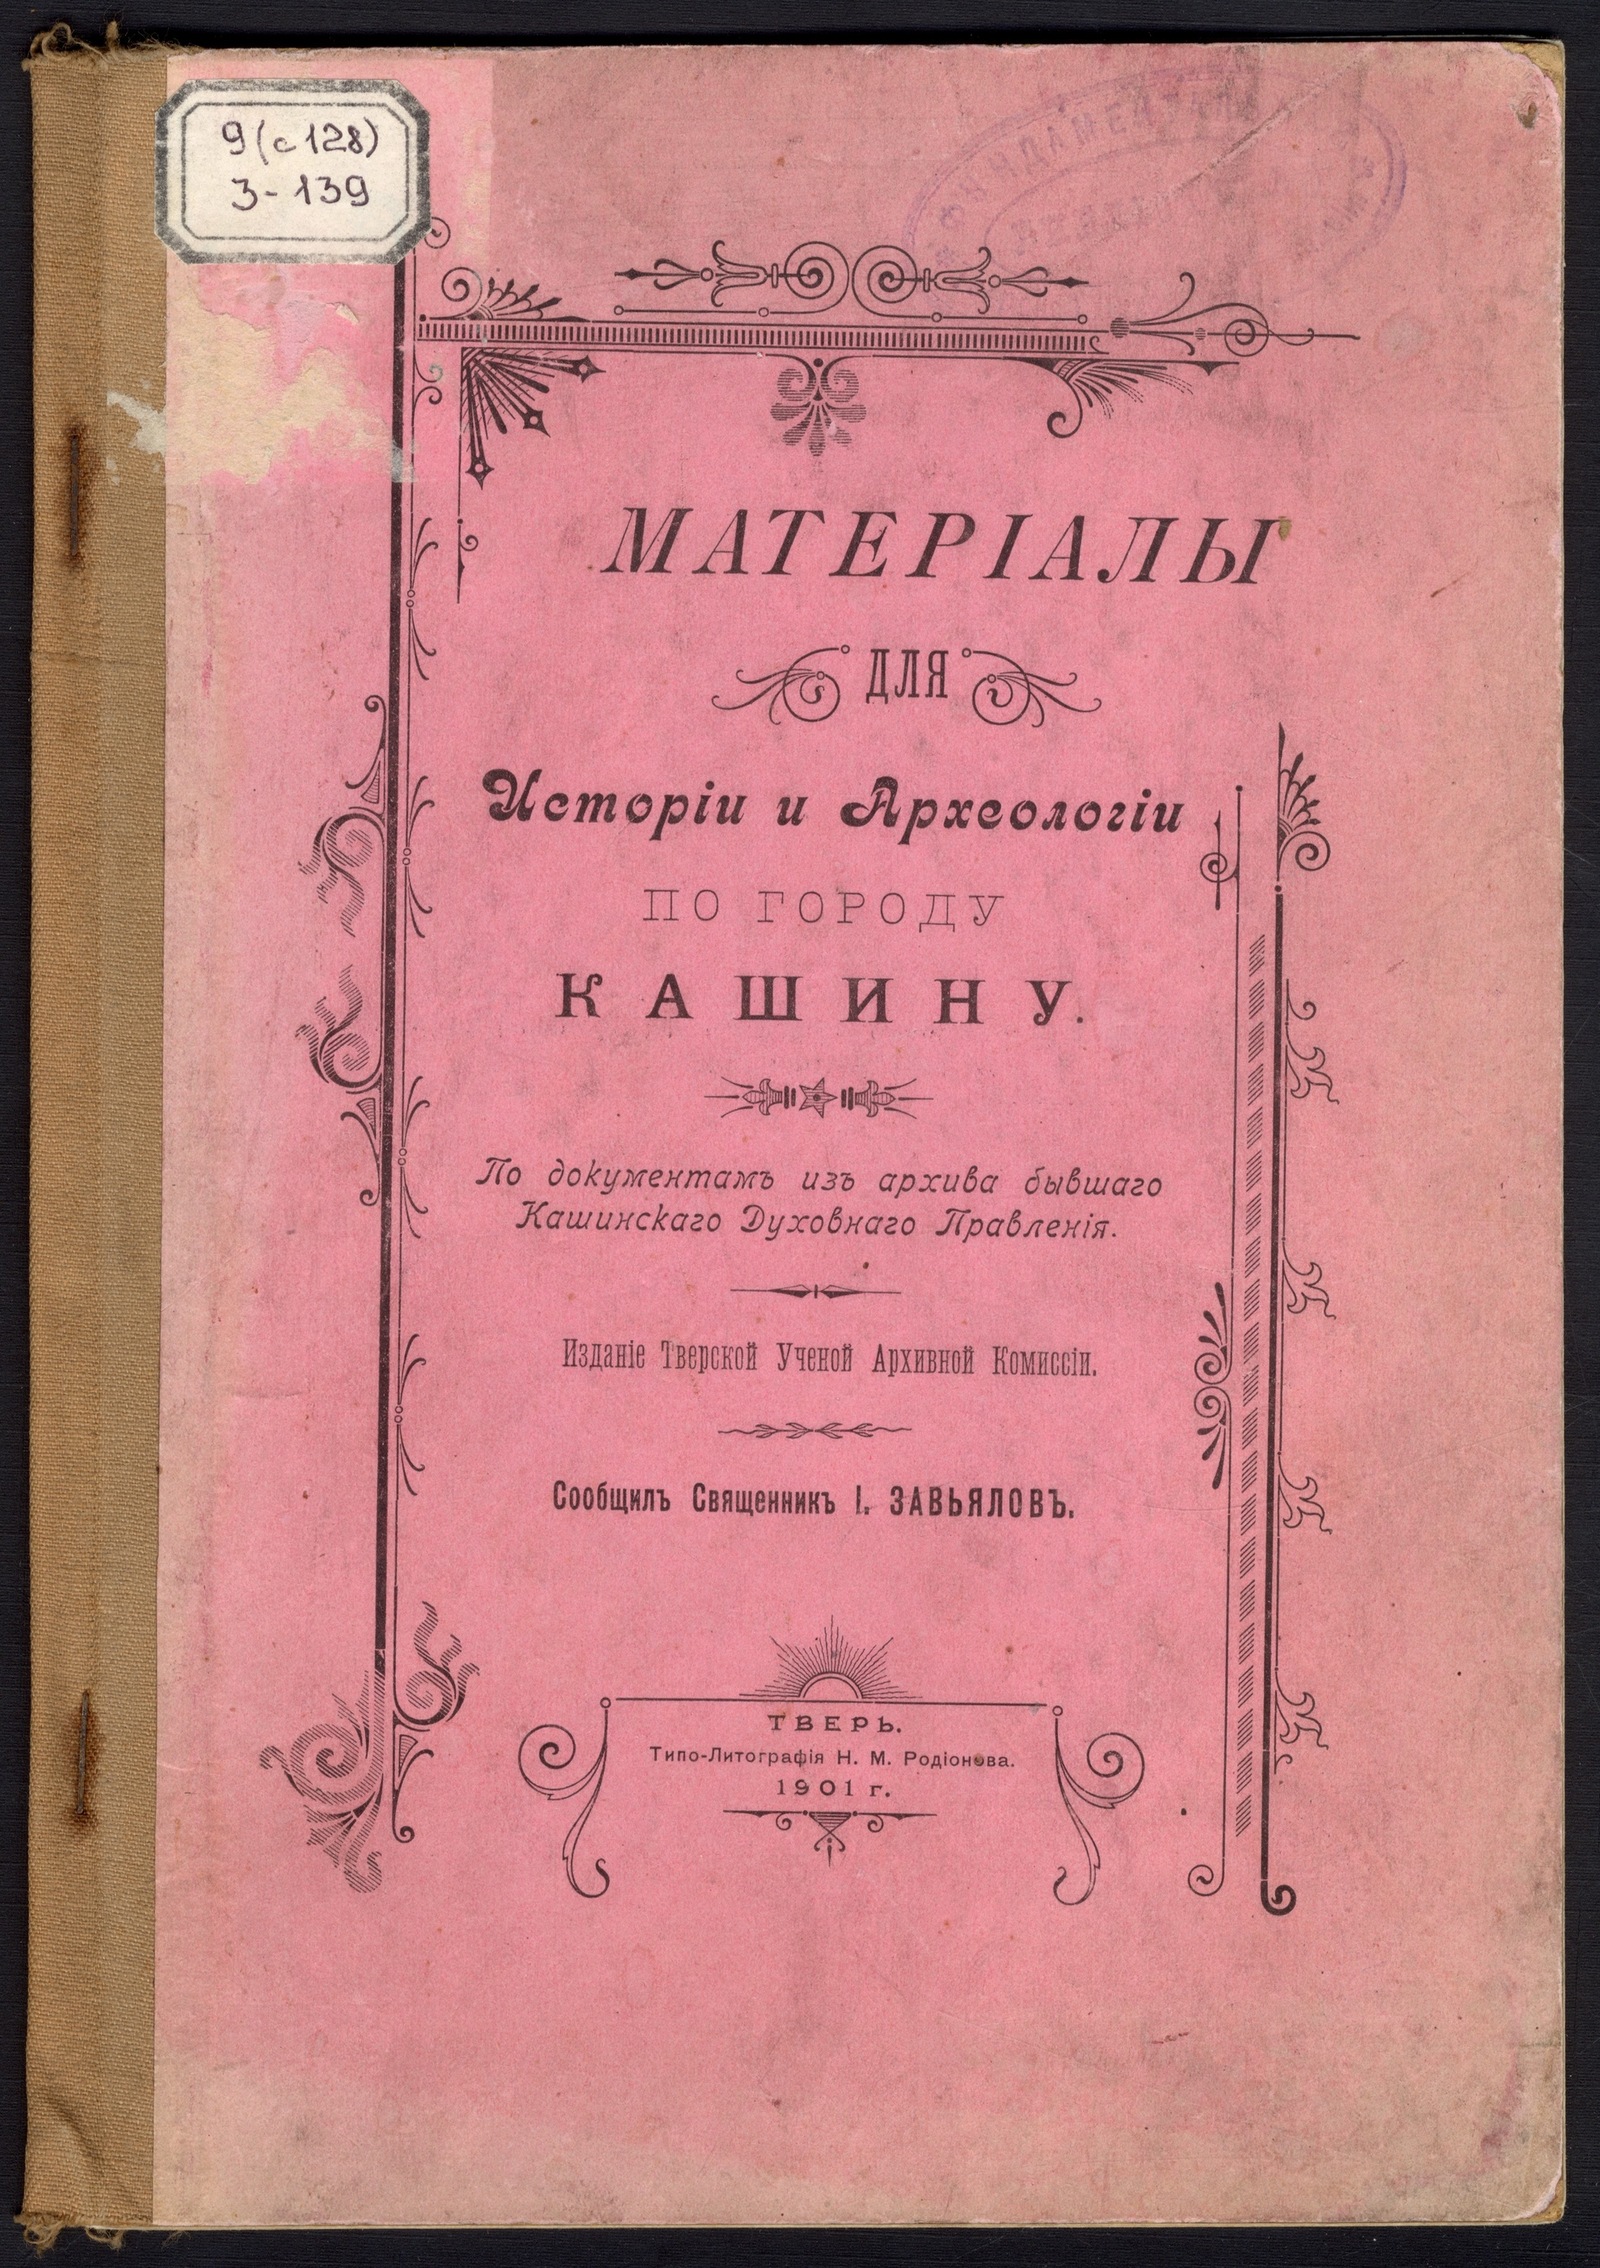 9(с128)
З-139
МАТЕРІАЛЫ
ДЛЯ
Исторіи и Археологіи
ПО ГОРОДУ
КАШИНУ.
По документамъ изъ архива бывшаго
Кашинскаго Духовнаго Правленія.
Изданіе Тверской Ученой Архивной Комиссіи.
Сообщилъ Священникъ І. ЗАВЬЯЛОВЪ.
ТВЕРЬ.
Типо-Литографія Н. М. Родіонова.
1901 г.